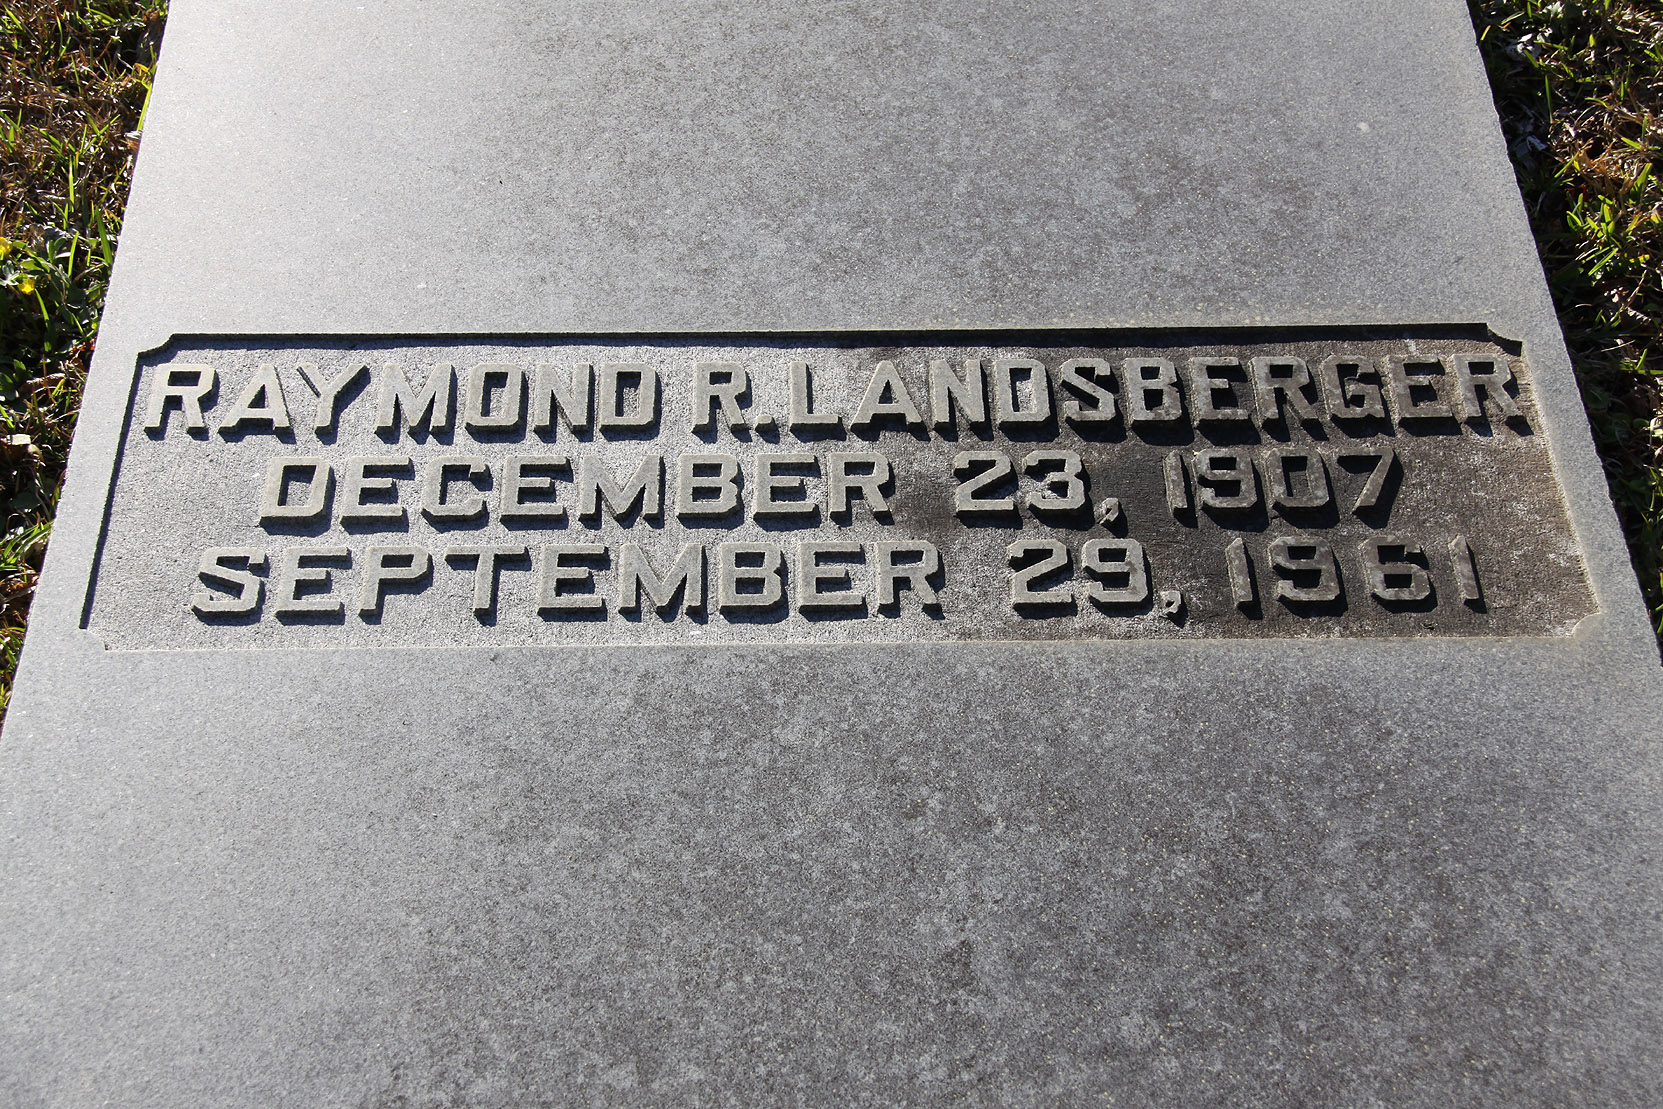 RAYMOND R. LANDSBERGER
DECEMBER 23, 1907
SEPTEMBER 29, 1961